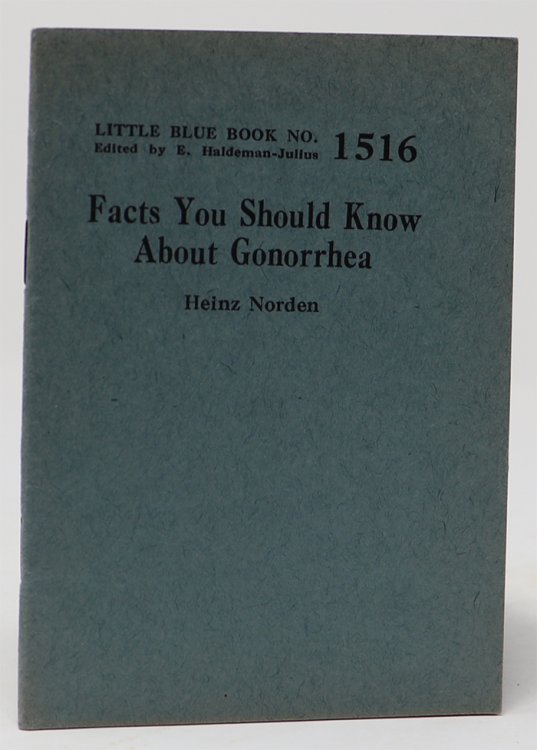 LITTLE BLUE BOOK NO. 1516
Edited by E. Haldeman-Julius
Facts You Should Know
About Gonorrhea
Heinz Norden